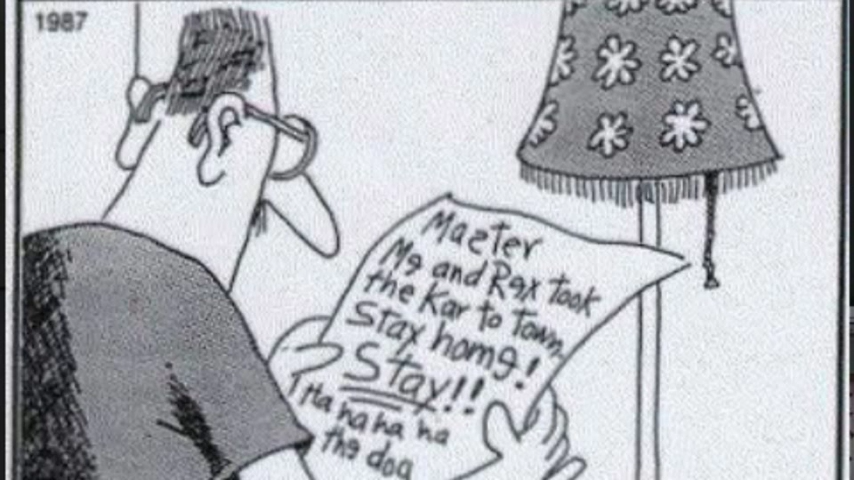 1987
Master
Me and Rex took
the Kar to Town,
Stay home!
Stay!!
Ha ha ha ha
the dog